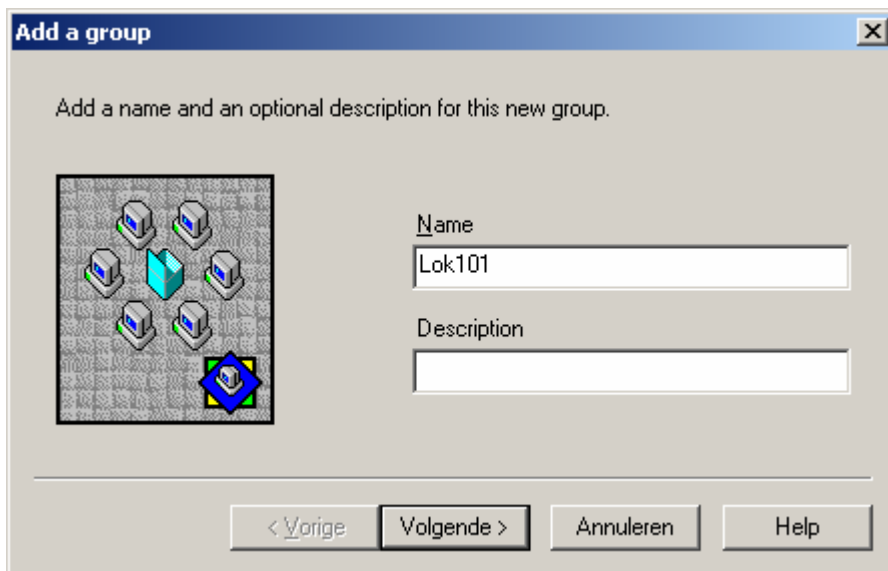 Add a group
Add a name and an optional description for this new group.
Name
Lok101
Description
< Vorige
Volgende >
Annuleren
Help